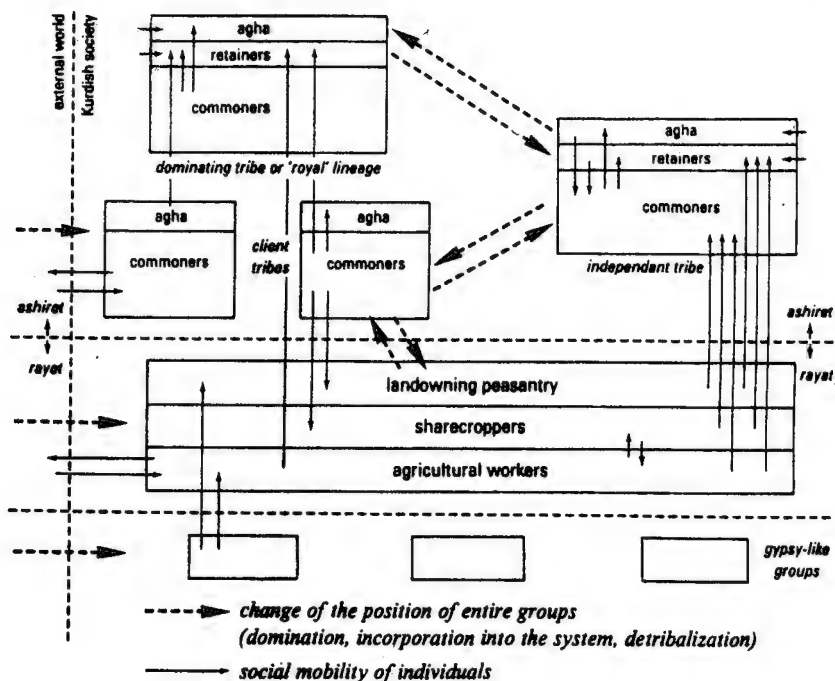 external world
Kurdish society
agha
retainers
commoners
dominating tribe or 'royal' lineage
agha
retainers
commoners
independant tribe
agha
commoners
client
tribes
agha
commoners
ashiret
rayet
ashiret
rayet
landowning peasantry
sharecroppers
agricultural workers
gypsy-like
groups
change of the position of entire groups
(domination, incorporation into the system, detribalization)
social mobility of individuals